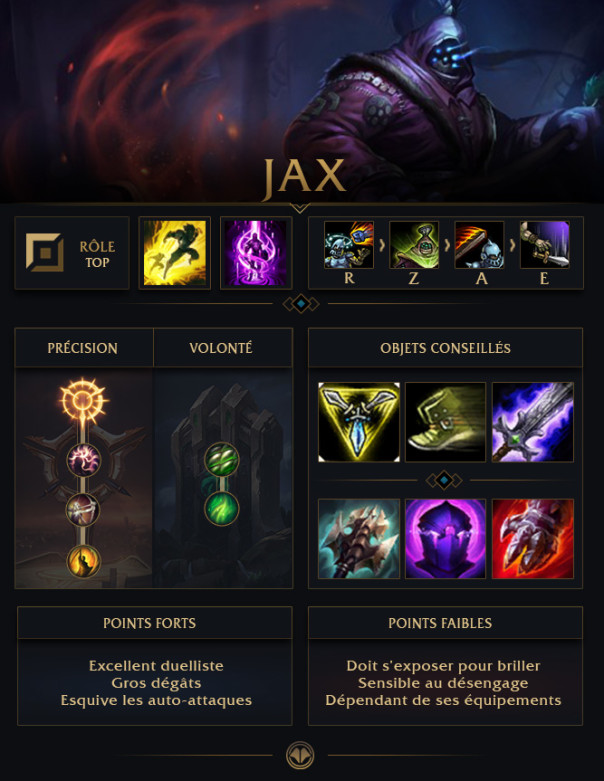 JAX
RÔLE
TOP
R
Z
A
E
PRÉCISION
VOLONTÉ
OBJETS CONSEILLÉS
POINTS FORTS
Excellent duelliste
Gros dégâts
Esquive les auto-attaques
POINTS FAIBLES
Doit s'exposer pour briller
Sensible au désengage
Dépendant de ses équipements